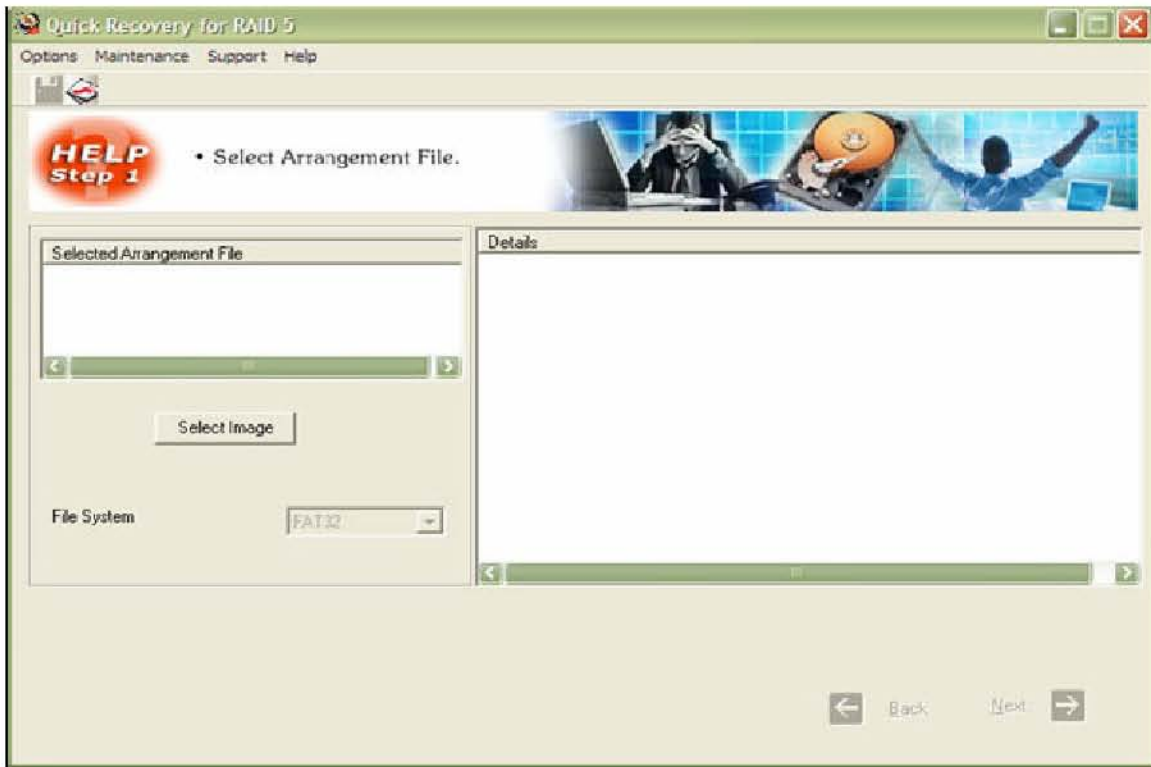 Quick Recovery for RAID 5
Options Maintenance Support Help
HELP
Step 1
• Select Arrangement File.
Selected Arrangement File
Details
Select Image
File System
FAT32
Back
Next